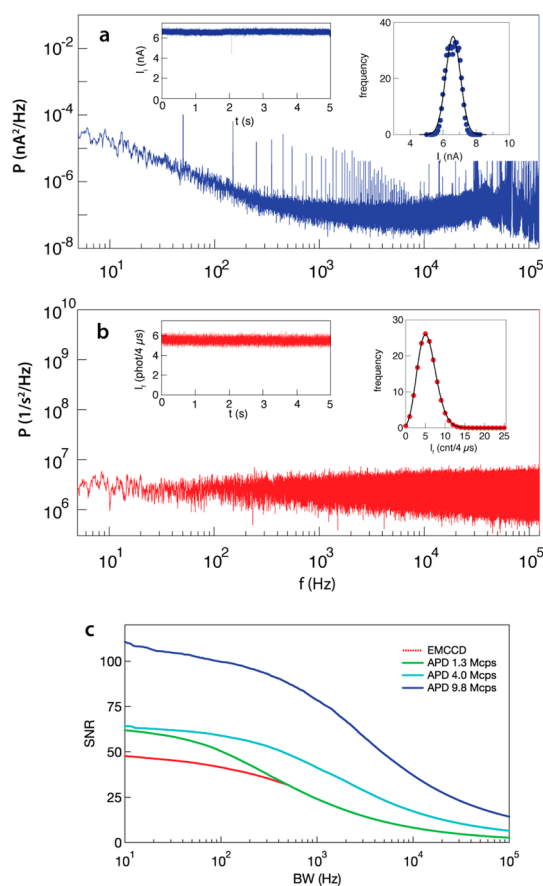 a
P (nA²/Hz)
10⁻²
10⁻⁴
10⁻⁶
10⁻⁸
10¹ 10² 10³ 10⁴ 10⁵
Iᵢ (nA)
6
4
2
0
0 1 2 3 4 5
t (s)
frequency
40
20
0
4 6 8 10
Iᵢ (nA)
b
P (1/s²/Hz)
10¹⁰
10⁹
10⁸
10⁷
10⁶
10¹ 10² 10³ 10⁴ 10⁵
f (Hz)
I_f (phot/4 µs)
6
4
2
0
0 1 2 3 4 5
t (s)
frequency
30
20
10
0
0 5 10 15 20 25
I_f (cnt/4 µs)
c
SNR
100
75
50
25
0
10¹ 10² 10³ 10⁴ 10⁵
BW (Hz)
EMCCD
APD 1.3 Mcps
APD 4.0 Mcps
APD 9.8 Mcps